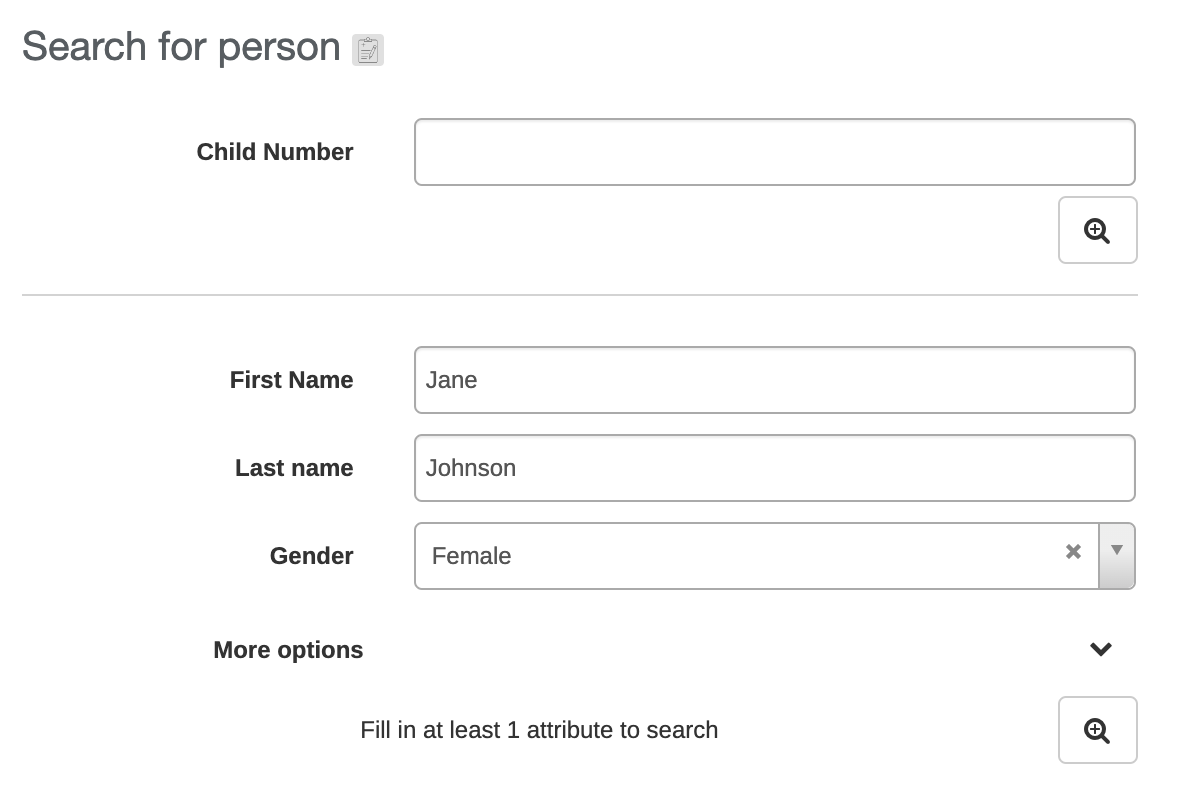 Search for person
Child Number
First Name Jane
Last name Johnson
Gender Female
More options
Fill in at least 1 attribute to search